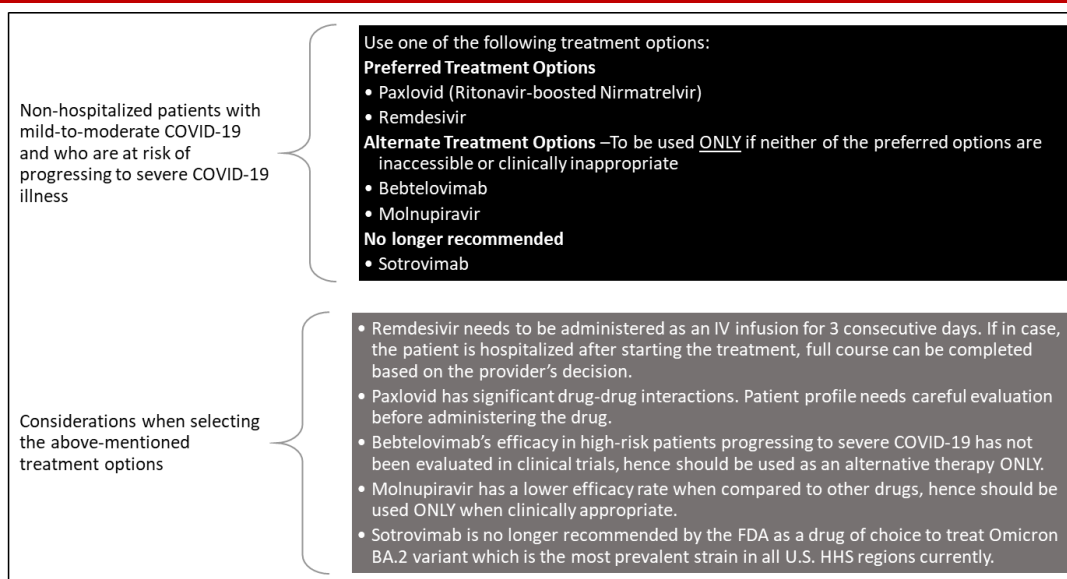 Non-hospitalized patients with
mild-to-moderate COVID-19
and who are at risk of
progressing to severe COVID-19
illness
Use one of the following treatment options:
Preferred Treatment Options
• Paxlovid (Ritonavir-boosted Nirmatrelvir)
• Remdesivir
Alternate Treatment Options –To be used ONLY if neither of the preferred options are
inaccessible or clinically inappropriate
• Bebtelovimab
• Molnupiravir
No longer recommended
• Sotrovimab
Considerations when selecting
the above-mentioned
treatment options
• Remdesivir needs to be administered as an IV infusion for 3 consecutive days. If in case,
the patient is hospitalized after starting the treatment, full course can be completed
based on the provider's decision.
• Paxlovid has significant drug-drug interactions. Patient profile needs careful evaluation
before administering the drug.
• Bebtelovimab's efficacy in high-risk patients progressing to severe COVID-19 has not
been evaluated in clinical trials, hence should be used as an alternative therapy ONLY.
• Molnupiravir has a lower efficacy rate when compared to other drugs, hence should be
used ONLY when clinically appropriate.
• Sotrovimab is no longer recommended by the FDA as a drug of choice to treat Omicron
BA.2 variant which is the most prevalent strain in all U.S. HHS regions currently.